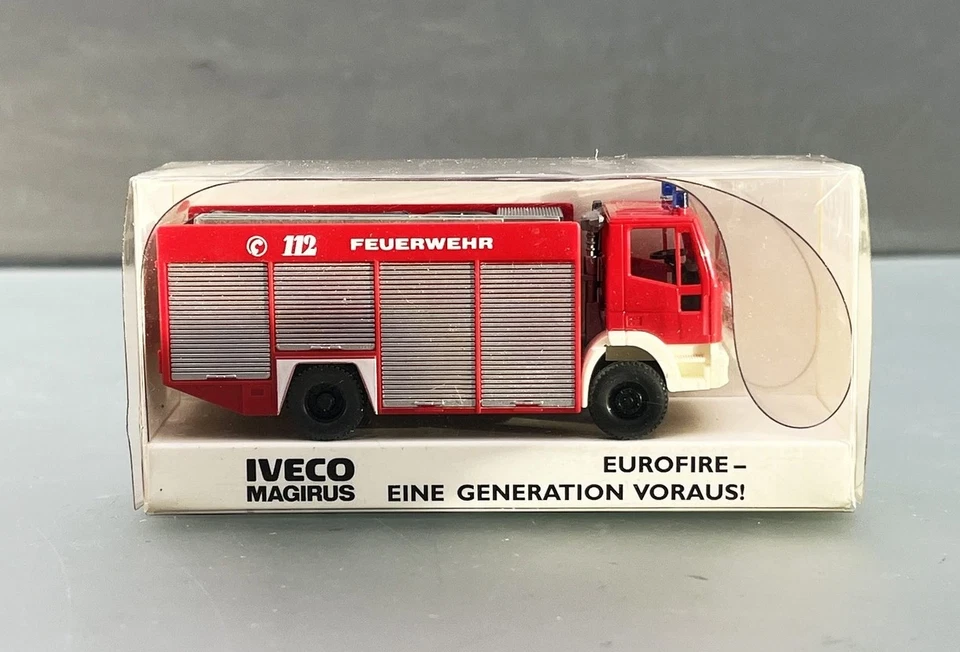 112 FEUERWEHR
IVECO
MAGIRUS
EUROFIRE –
EINE GENERATION VORAUS!